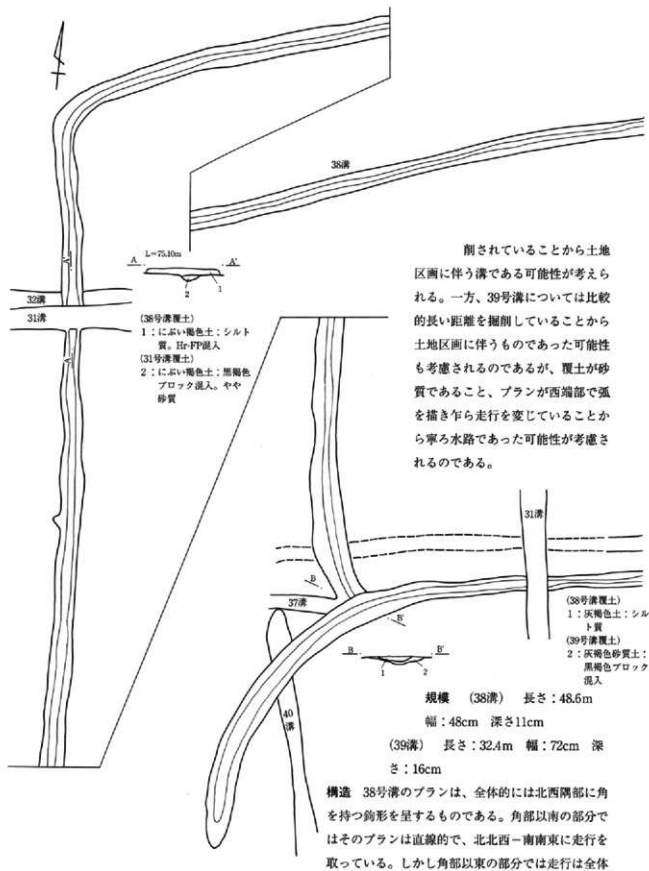 38溝
L=75.10m
A
A'
1
2
A'
A
32溝
31溝
(38号溝覆土)
1:にぶい褐色土:シルト
質。Hr-FP混入
(31号溝覆土)
2:にぶい褐色土:黒褐色
ブロック混入。やや
砂質
削されていることから土地
区画に伴う溝である可能性が考えら
れる。一方、39号溝については比較
的長い距離を掘削していることから
土地区画に伴うものであった可能性
も考慮されるのであるが、覆土が砂
質であること、プランが西端部で弧
を描き乍ら走行を変じていることか
ら寧ろ水路であった可能性が考慮さ
れるのである。
31溝
B
37溝
B'
B
B'
1
2
40
溝
(38号溝覆土)
1:灰褐色土:シル
ト質
(39号溝覆土)
2:灰褐色砂質土:
黒褐色ブロック
混入
規模 (38溝) 長さ:48.6m
幅:48cm 深さ11cm
(39溝) 長さ:32.4m 幅:72cm 深
さ:16cm
構造 38号溝のプランは、全体的には北西隅部に角
を持つ鉤形を呈するものである。角部以南の部分で
はそのプランは直線的で、北北西−南南東に走行を
取っている。しかし角部以東の部分では走行は全体